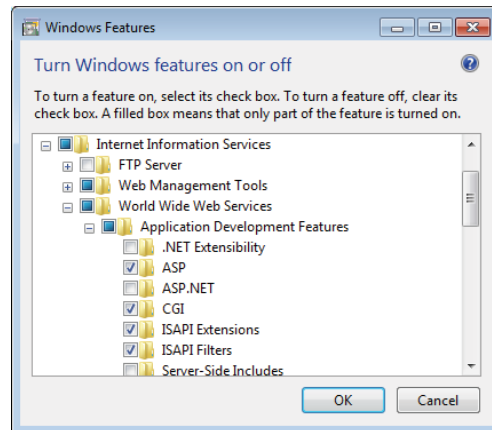 Windows Features
Turn Windows features on or off
To turn a feature on, select its check box. To turn a feature off, clear its
check box. A filled box means that only part of the feature is turned on.
Internet Information Services
FTP Server
Web Management Tools
World Wide Web Services
Application Development Features
.NET Extensibility
ASP
ASP.NET
CGI
ISAPI Extensions
ISAPI Filters
Server-Side Includes
OK
Cancel